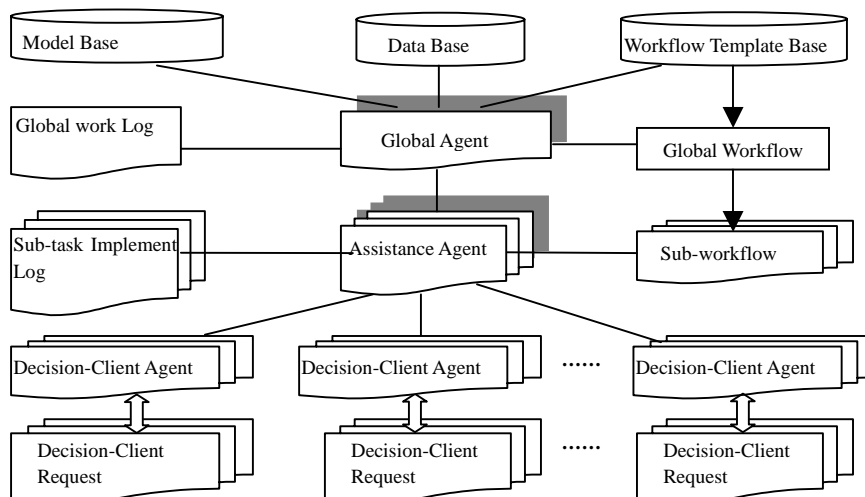 Model Base
Data Base
Workflow Template Base
Global work Log
Global Agent
Global Workflow
Sub-task Implement
Log
Assistance Agent
Sub-workflow
Decision-Client Agent
Decision-Client Agent
......
Decision-Client Agent
Decision-Client
Request
Decision-Client
Request
......
Decision-Client
Request